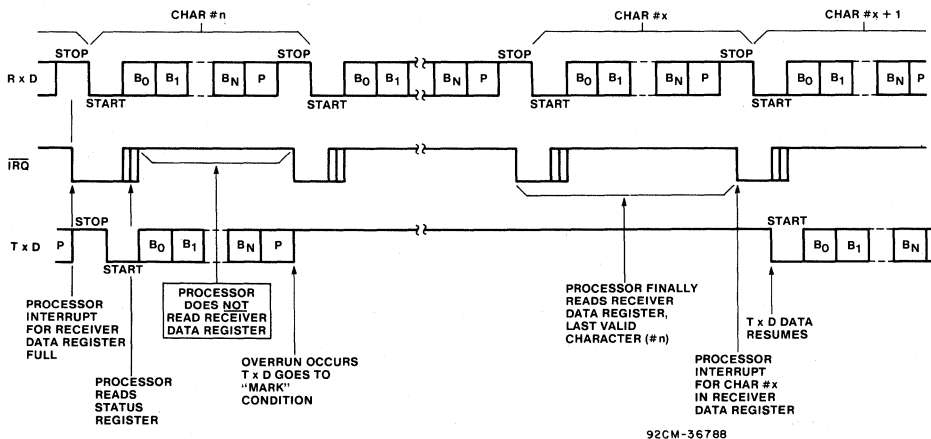 CHAR #n
CHAR #x
CHAR #x + 1
STOP
STOP
STOP
STOP
R x D
B0 B1 BN P
B0 B1 BN P
B0 B1 BN P
B0 B1 BN P
START
START
START
START
IRQ
STOP
START
T x D
P
B0 B1 BN P
B0 B1 BN
START
PROCESSOR
INTERRUPT
FOR RECEIVER
DATA REGISTER
FULL
PROCESSOR
READS
STATUS
REGISTER
PROCESSOR
DOES NOT
READ RECEIVER
DATA REGISTER
OVERRUN OCCURS
T x D GOES TO
"MARK"
CONDITION
PROCESSOR FINALLY
READS RECEIVER
DATA REGISTER,
LAST VALID
CHARACTER (#n)
PROCESSOR
INTERRUPT
FOR CHAR #x
IN RECEIVER
DATA REGISTER
T x D DATA
RESUMES
92CM-36788